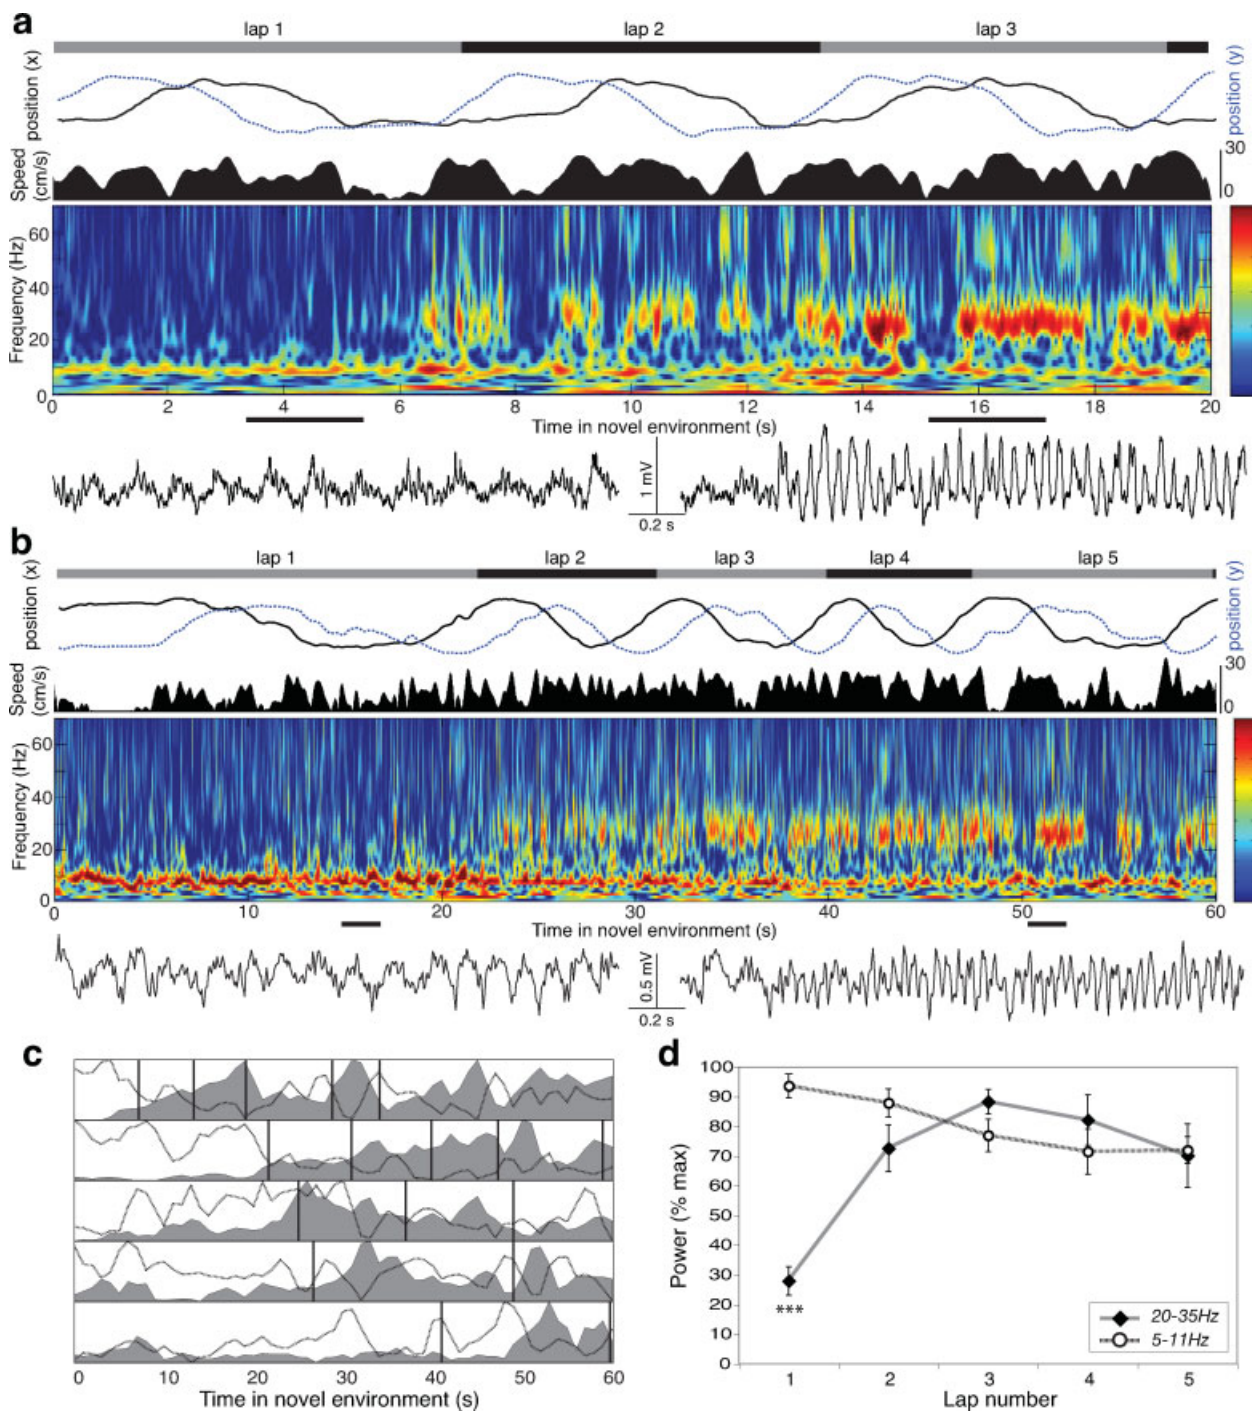 a
lap 1 lap 2 lap 3
position (x)
position (y)
Speed (cm/s)
30
0
Frequency (Hz)
60
40
20
0
0 2 4 6 8 10 12 14 16 18 20
Time in novel environment (s)
1 mV
0.2 s
b
lap 1 lap 2 lap 3 lap 4 lap 5
position (x)
position (y)
Speed (cm/s)
30
0
Frequency (Hz)
60
40
20
0
0 10 20 30 40 50 60
Time in novel environment (s)
0.5 mV
0.2 s
c
0 10 20 30 40 50 60
Time in novel environment (s)
d
Power (% max)
100
90
80
70
60
50
40
30
20
10
0
***
20-35Hz
5-11Hz
1 2 3 4 5
Lap number